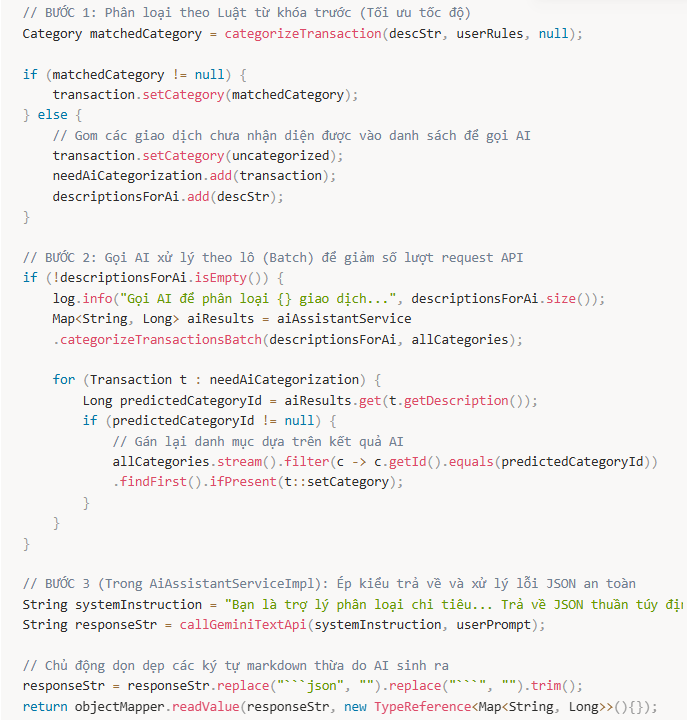 // BƯỚC 1: Phân loại theo Luật từ khóa trước (Tối ưu tốc độ)
Category matchedCategory = categorizeTransaction(descStr, userRules, null);
if (matchedCategory != null) {
transaction.setCategory(matchedCategory);
} else {
// Gom các giao dịch chưa nhận diện được vào danh sách để gọi AI
transaction.setCategory(uncategorized);
needAiCategorization.add(transaction);
descriptionsForAi.add(descStr);
}
// BƯỚC 2: Gọi AI xử lý theo lô (Batch) để giảm số lượt request API
if (!descriptionsForAi.isEmpty()) {
log.info("Gọi AI để phân loại {} giao dịch...", descriptionsForAi.size());
Map<String, Long> aiResults = aiAssistantService
.categorizeTransactionsBatch(descriptionsForAi, allCategories);
for (Transaction t : needAiCategorization) {
Long predictedCategoryId = aiResults.get(t.getDescription());
if (predictedCategoryId != null) {
// Gán lại danh mục dựa trên kết quả AI
allCategories.stream().filter(c -> c.getId().equals(predictedCategoryId))
.findFirst().ifPresent(t::setCategory);
}
}
}
// BƯỚC 3 (Trong AiAssistantServiceImpl): Ép kiểu trả về và xử lý lỗi JSON an toàn
String systemInstruction = "Bạn là trợ lý phân loại chi tiêu... Trả về JSON thuần túy
String responseStr = callGeminiTextApi(systemInstruction, userPrompt);
// Chủ động dọn dẹp các ký tự markdown thừa do AI sinh ra
responseStr = responseStr.replace("```json", "").replace("```", "").trim();
return objectMapper.readValue(responseStr, new TypeReference<Map<String, Long>>(){});